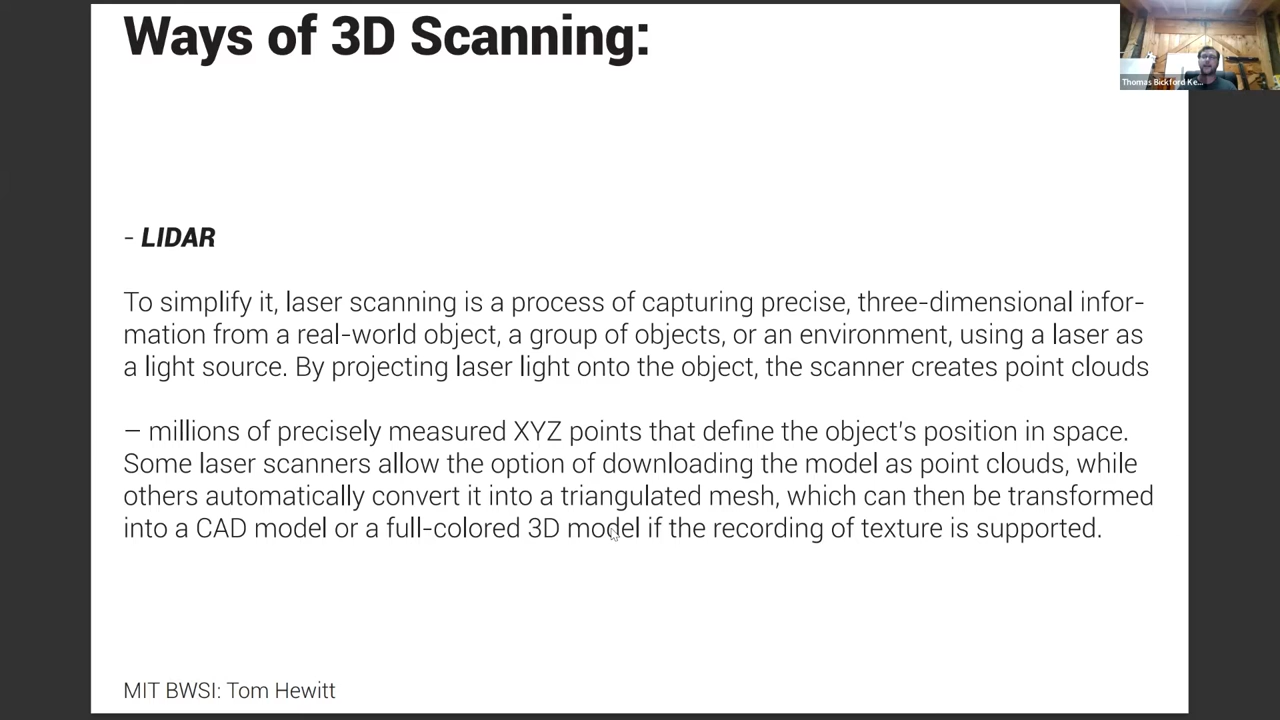 Ways of 3D Scanning:
Thomas Bickford Ke...
- LIDAR
To simplify it, laser scanning is a process of capturing precise, three-dimensional infor-
mation from a real-world object, a group of objects, or an environment, using a laser as
a light source. By projecting laser light onto the object, the scanner creates point clouds
– millions of precisely measured XYZ points that define the object's position in space.
Some laser scanners allow the option of downloading the model as point clouds, while
others automatically convert it into a triangulated mesh, which can then be transformed
into a CAD model or a full-colored 3D model if the recording of texture is supported.
MIT BWSI: Tom Hewitt